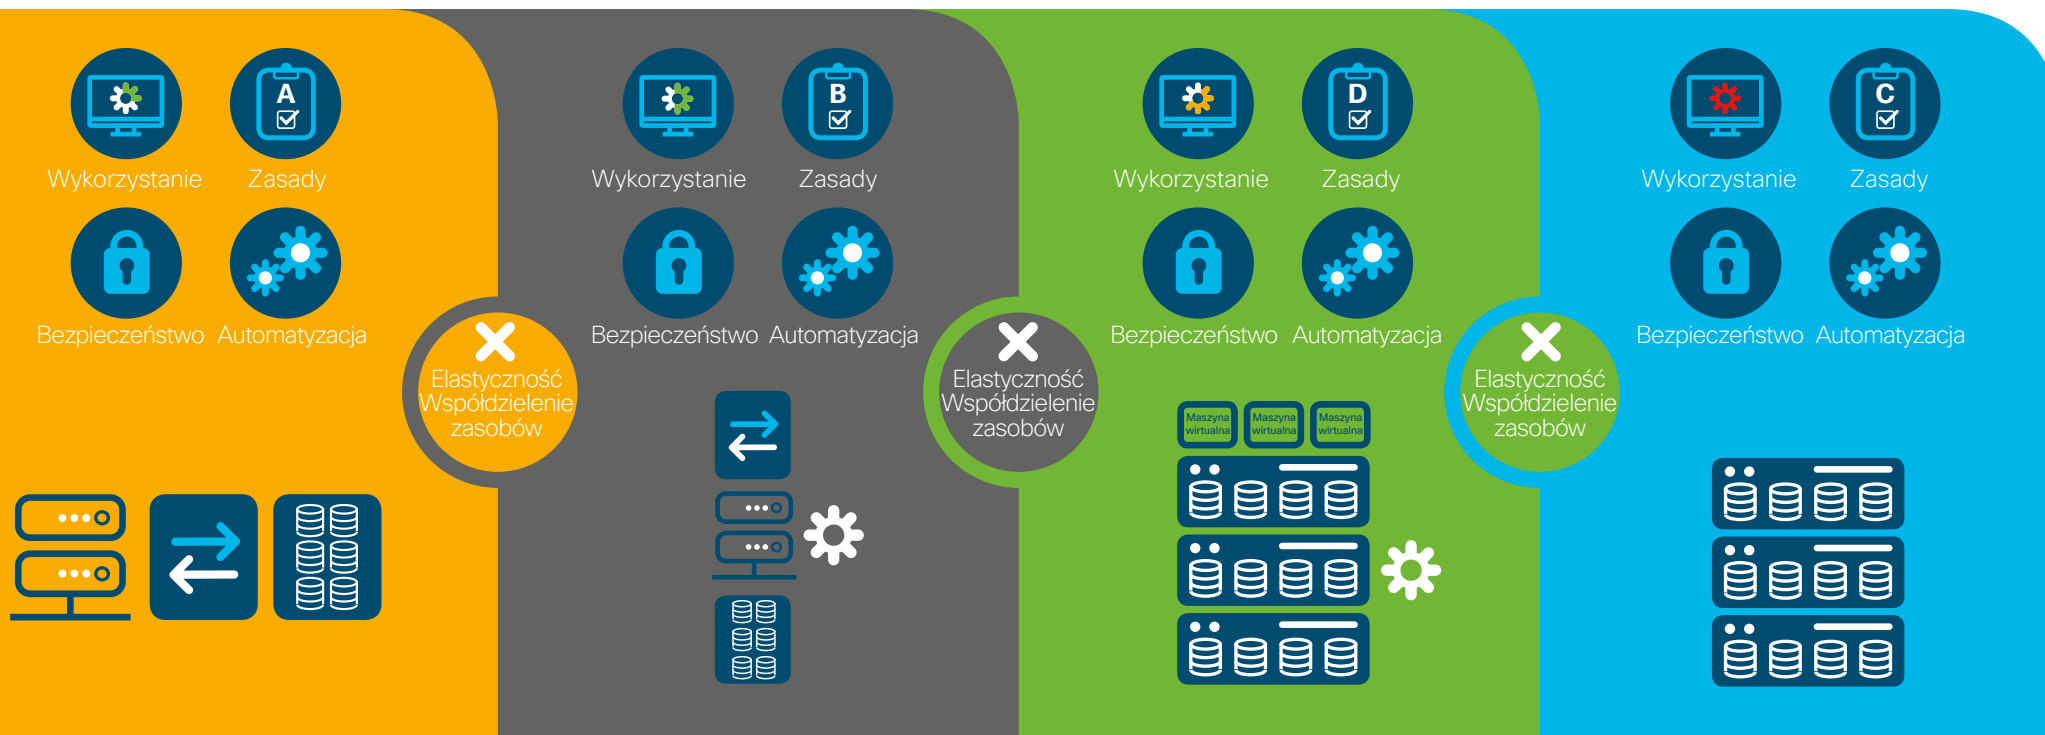 A
Wykorzystanie
Zasady
Bezpieczeństwo
Automatyzacja
Elastyczność
Współdzielenie
zasobów
B
Wykorzystanie
Zasady
Bezpieczeństwo
Automatyzacja
Elastyczność
Współdzielenie
zasobów
D
Wykorzystanie
Zasady
Bezpieczeństwo
Automatyzacja
Maszyna
wirtualna
Maszyna
wirtualna
Maszyna
wirtualna
Elastyczność
Współdzielenie
zasobów
C
Wykorzystanie
Zasady
Bezpieczeństwo
Automatyzacja